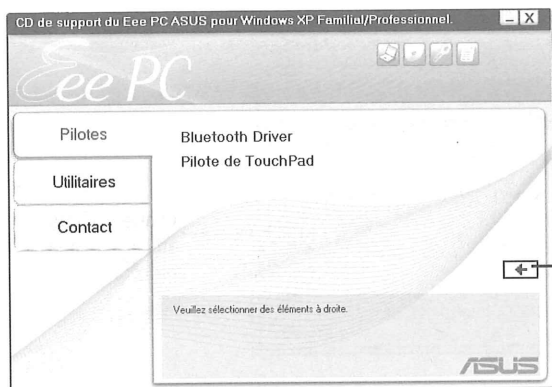 CD de support du Eee PC ASUS pour Windows XP Familial/Professionnel.
Eee PC
Pilotes
Bluetooth Driver
Pilote de TouchPad
Utilitaires
Contact
Veuillez sélectionner des éléments à droite.
ASUS